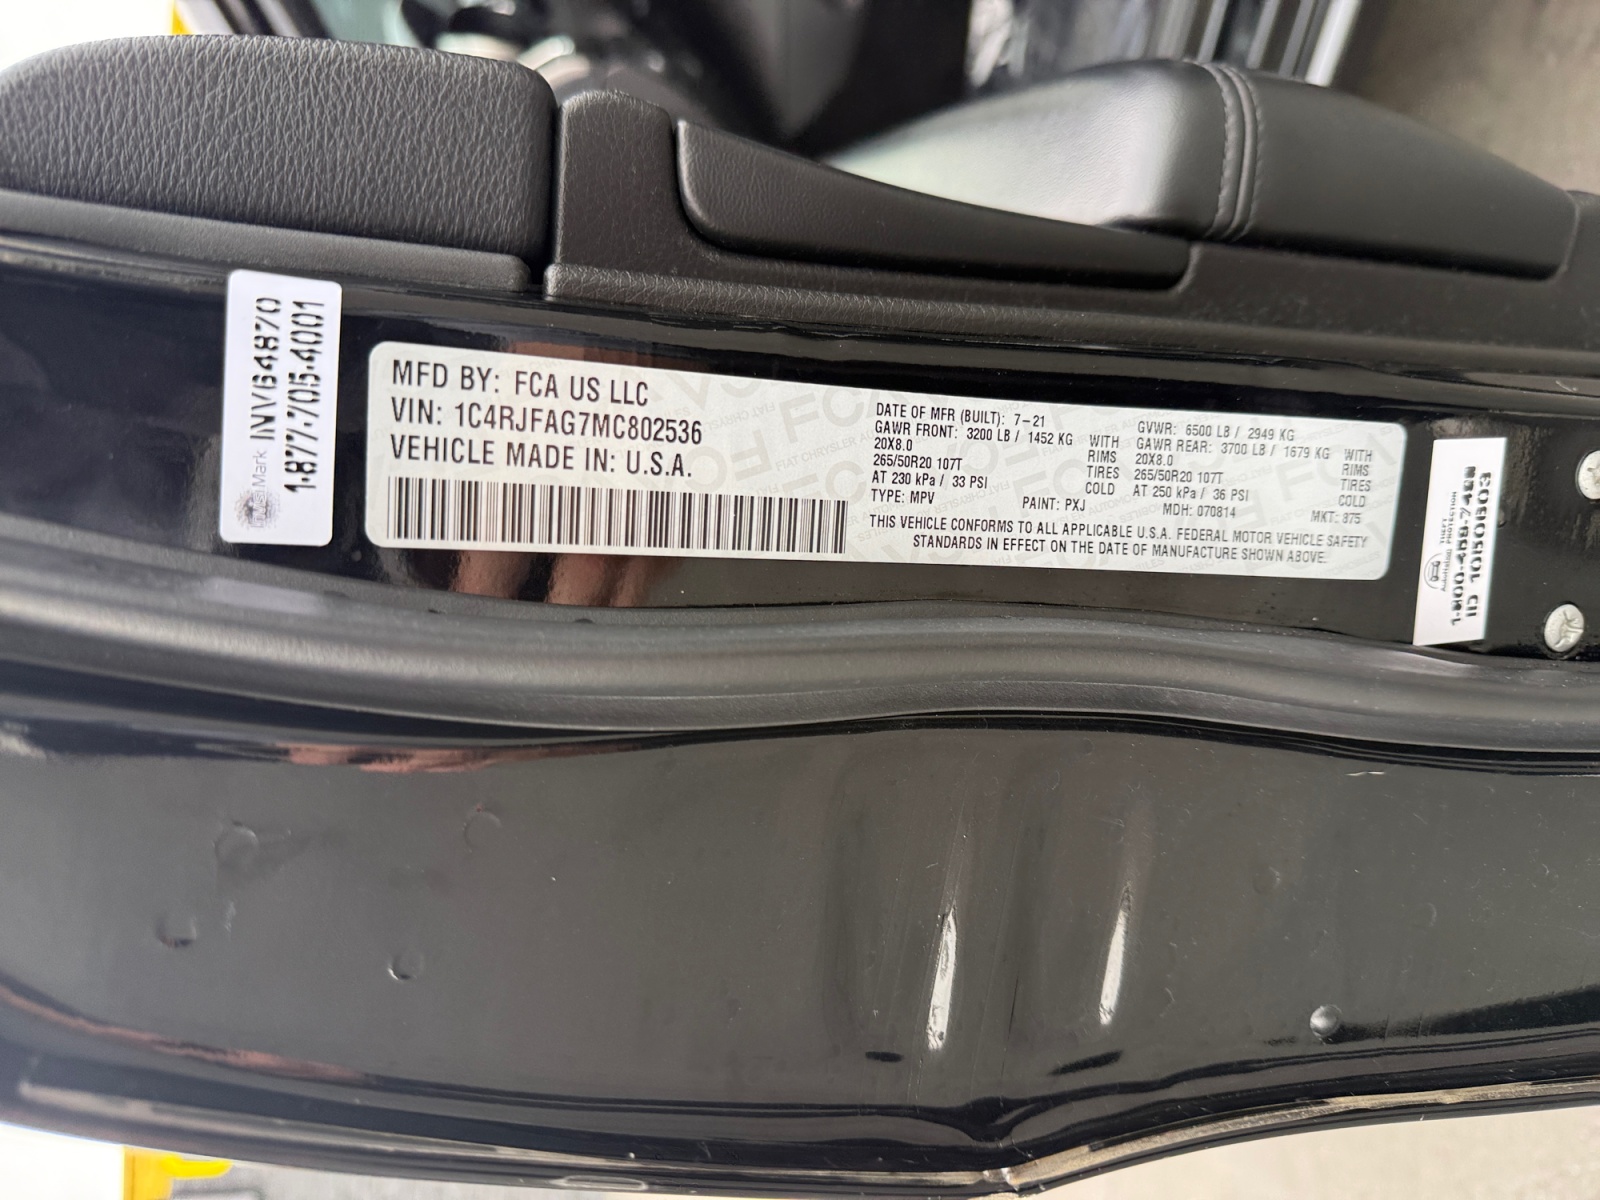 Mark INV64870
1-877-705-4001
MFD BY: FCA US LLC
VIN: 1C4RJFAG7MC802536
VEHICLE MADE IN: U.S.A.
DATE OF MFR (BUILT): 7-21
GAWR FRONT: 3200 LB / 1452 KG WITH
20X8.0 RIMS
265/50R20 107T TIRES
AT 230 kPa / 33 PSI COLD
TYPE: MPV PAINT: PXJ
GVWR: 6500 LB / 2949 KG
GAWR REAR: 3700 LB / 1679 KG WITH
20X8.0 RIMS
265/50R20 107T TIRES
AT 250 kPa / 36 PSI COLD
MDH: 070814 MKT: 875
THIS VEHICLE CONFORMS TO ALL APPLICABLE U.S.A. FEDERAL MOTOR VEHICLE SAFETY
STANDARDS IN EFFECT ON THE DATE OF MANUFACTURE SHOWN ABOVE.
THEFT
PROTECTION